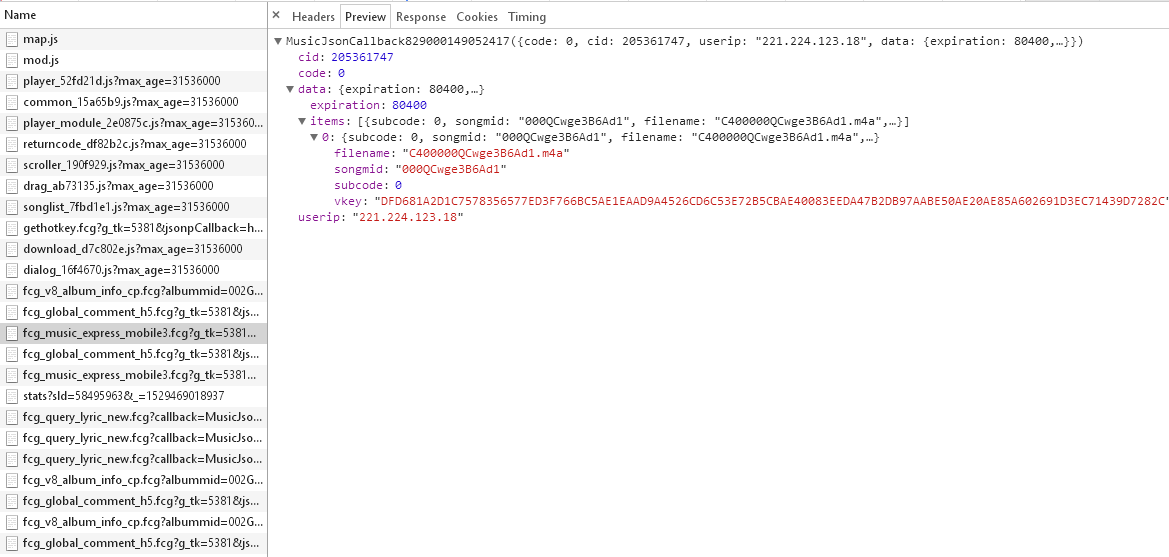 Name
map.js
mod.js
player_52fd21d.js?max_age=31536000
common_15a65b9.js?max_age=31536000
player_module_2e0875c.js?max_age=315360...
returncode_df82b2c.js?max_age=31536000
scroller_190f929.js?max_age=31536000
drag_ab73135.js?max_age=31536000
songlist_7fbd1e1.js?max_age=31536000
gethotkey.fcg?g_tk=5381&jsonpCallback=h...
download_d7c802e.js?max_age=31536000
dialog_16f4670.js?max_age=31536000
fcg_v8_album_info_cp.fcg?albummid=002G...
fcg_global_comment_h5.fcg?g_tk=5381&js...
fcg_music_express_mobile3.fcg?g_tk=5381...
fcg_global_comment_h5.fcg?g_tk=5381&js...
fcg_music_express_mobile3.fcg?g_tk=5381...
stats?sId=58495963&_=1529469018937
fcg_query_lyric_new.fcg?callback=MusicJso...
fcg_query_lyric_new.fcg?callback=MusicJso...
fcg_query_lyric_new.fcg?callback=MusicJso...
fcg_v8_album_info_cp.fcg?albummid=002G...
fcg_global_comment_h5.fcg?g_tk=5381&js...
fcg_v8_album_info_cp.fcg?albummid=002G...
fcg_global_comment_h5.fcg?g_tk=5381&js...
× Headers Preview Response Cookies Timing
▼MusicJsonCallback829000149052417({code: 0, cid: 205361747, userip: "221.224.123.18", data: {expiration: 80400,…}})
cid: 205361747
code: 0
▼data: {expiration: 80400,…}
expiration: 80400
▼items: [{subcode: 0, songmid: "000QCwge3B6Ad1", filename: "C400000QCwge3B6Ad1.m4a",…}]
▼0: {subcode: 0, songmid: "000QCwge3B6Ad1", filename: "C400000QCwge3B6Ad1.m4a",…}
filename: "C400000QCwge3B6Ad1.m4a"
songmid: "000QCwge3B6Ad1"
subcode: 0
vkey: "DFD681A2D1C7578356577ED3F766BC5AE1EAAD9A4526CD6C53E72B5CBAE40083EEDA47B2DB97AABE50AE20AE85A602691D3EC71439D7282C"
userip: "221.224.123.18"